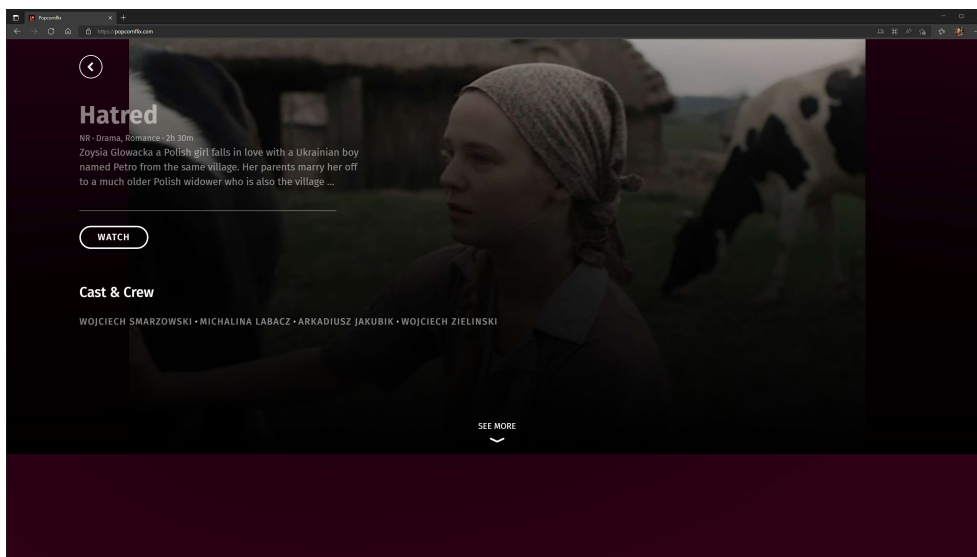 Popcornflix
https://popcornflix.com
Hatred
NR · Drama, Romance · 2h 30m
Zoysia Glowacka a Polish girl falls in love with a Ukrainian boy
named Petro from the same village. Her parents marry her off
to a much older Polish widower who is also the village ...
WATCH
Cast & Crew
WOJCIECH SMARZOWSKI • MICHALINA LABACZ • ARKADIUSZ JAKUBIK • WOJCIECH ZIELINSKI
SEE MORE